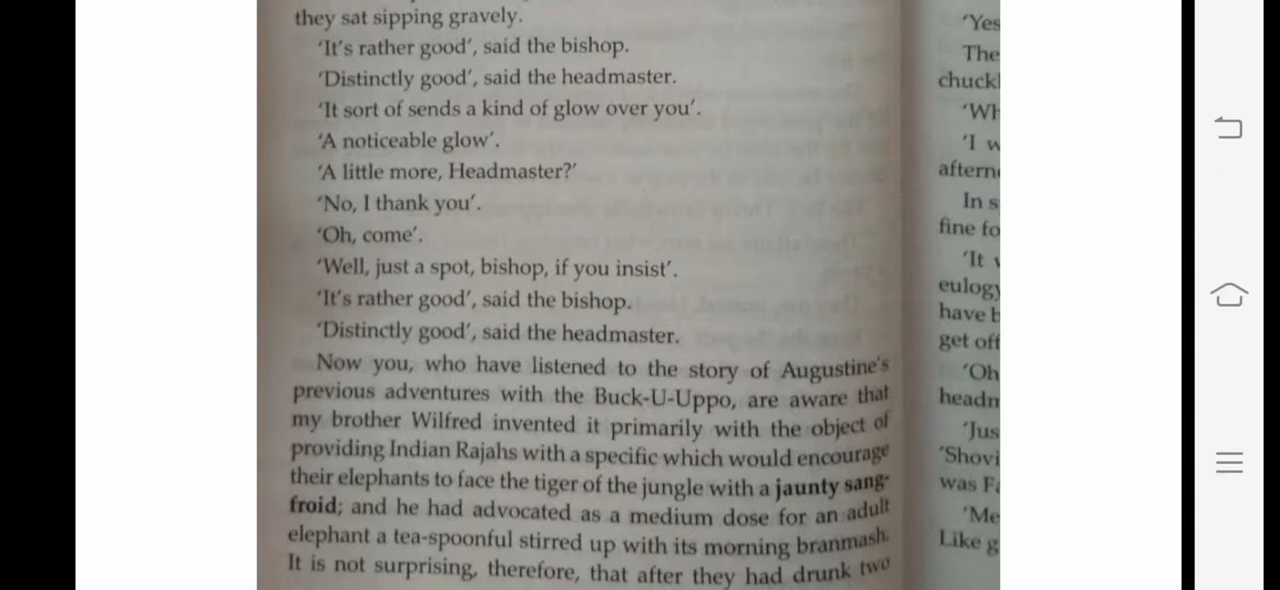 they sat sipping gravely.
‘It’s rather good’, said the bishop.
‘Distinctly good’, said the headmaster.
‘It sort of sends a kind of glow over you’.
‘A noticeable glow’.
‘A little more, Headmaster?’
‘No, I thank you’.
‘Oh, come’.
‘Well, just a spot, bishop, if you insist’.
‘It’s rather good’, said the bishop.
‘Distinctly good’, said the headmaster.
Now you, who have listened to the story of Augustine’s
previous adventures with the Buck-U-Uppo, are aware that
my brother Wilfred invented it primarily with the object of
providing Indian Rajahs with a specific which would encourage
their elephants to face the tiger of the jungle with a jaunty sang-
froid; and he had advocated as a medium dose for an adult
elephant a tea-spoonful stirred up with its morning branmash.
It is not surprising, therefore, that after they had drunk two
‘Yes
The
‘I w
In s
fine fo
‘It
eulogy
have b
get off
‘Oh
headn
‘Jus
‘Shovi
was Fa
‘Me
Like g